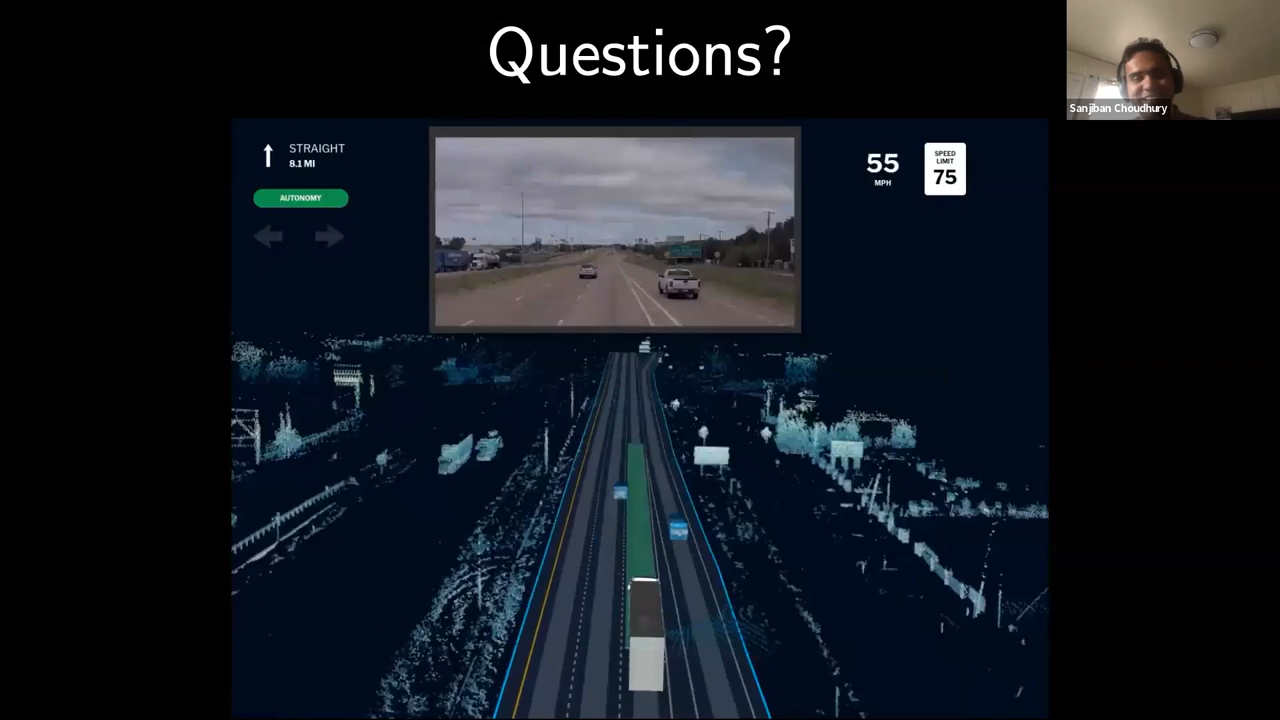 Questions?
Sanjiban Choudhury
STRAIGHT
8.1 MI
AUTONOMY
55
MPH
SPEED
LIMIT
75